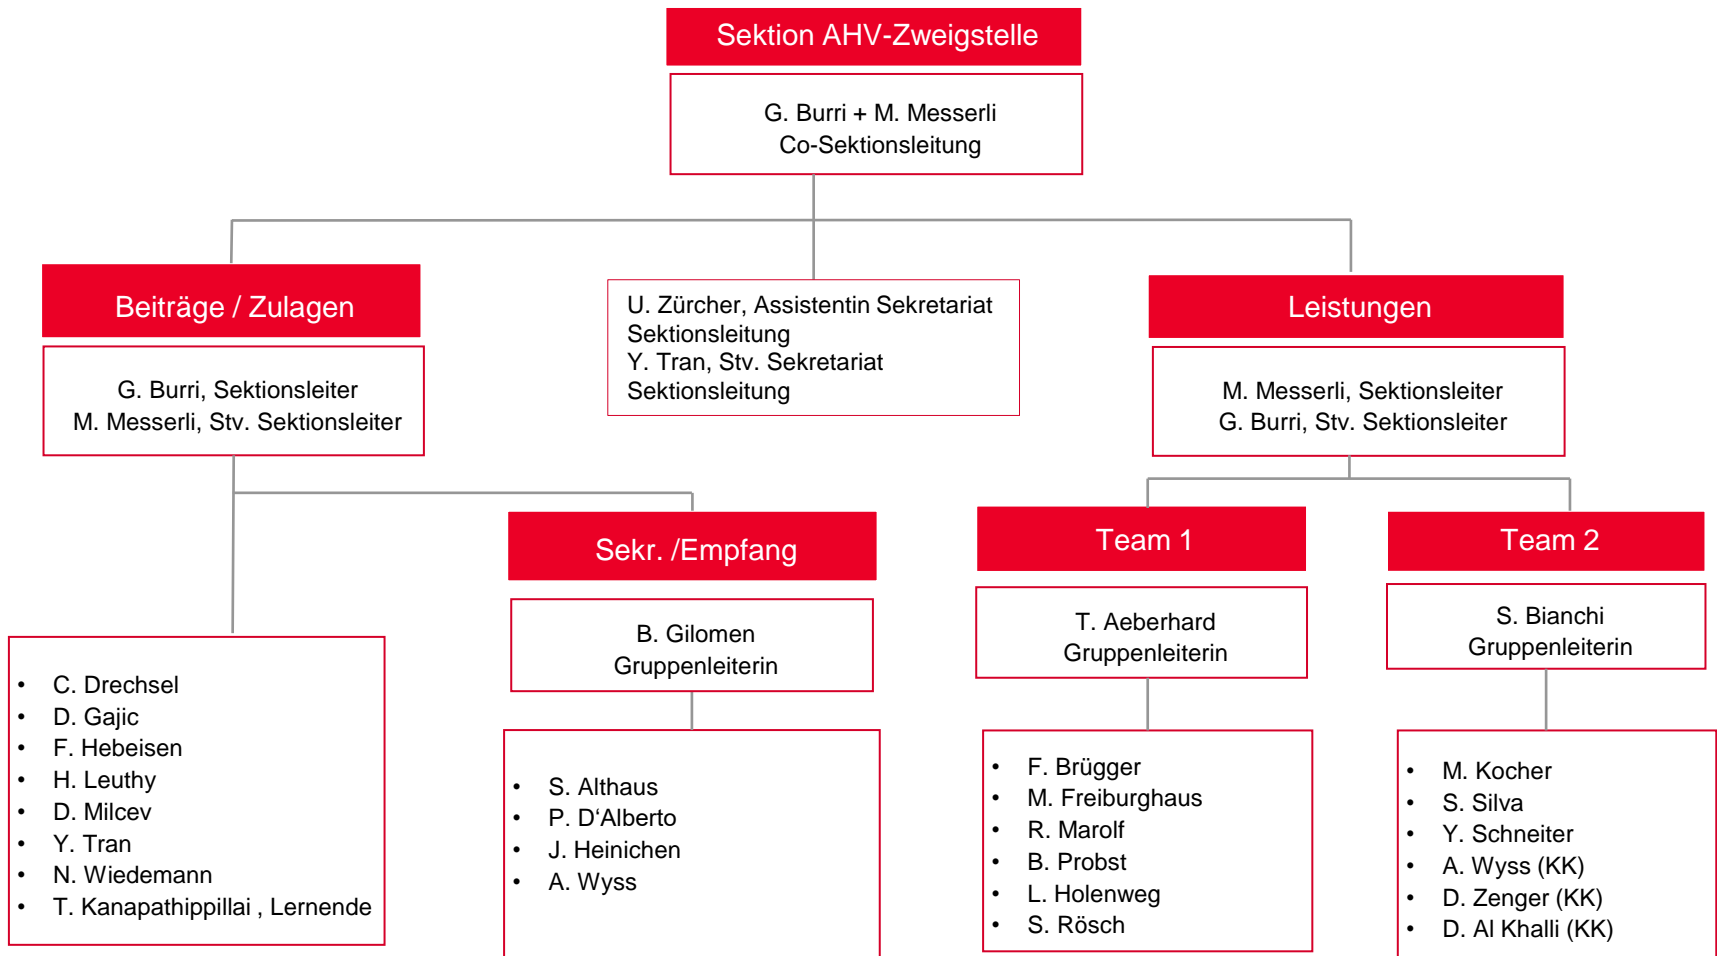 Sektion AHV-Zweigstelle
G. Burri + M. Messerli
Co-Sektionsleitung
Beiträge / Zulagen
G. Burri, Sektionsleiter
M. Messerli, Stv. Sektionsleiter
U. Zürcher, Assistentin Sekretariat
Sektionsleitung
Y. Tran, Stv. Sekretariat
Sektionsleitung
Leistungen
M. Messerli, Sektionsleiter
G. Burri, Stv. Sektionsleiter
• C. Drechsel
• D. Gajic
• F. Hebeisen
• H. Leuthy
• D. Milcev
• Y. Tran
• N. Wiedemann
• T. Kanapathippillai , Lernende
Sekr. /Empfang
B. Gilomen
Gruppenleiterin
• S. Althaus
• P. D‘Alberto
• J. Heinichen
• A. Wyss
Team 1
T. Aeberhard
Gruppenleiterin
• F. Brügger
• M. Freiburghaus
• R. Marolf
• B. Probst
• L. Holenweg
• S. Rösch
Team 2
S. Bianchi
Gruppenleiterin
• M. Kocher
• S. Silva
• Y. Schneiter
• A. Wyss (KK)
• D. Zenger (KK)
• D. Al Khalli (KK)